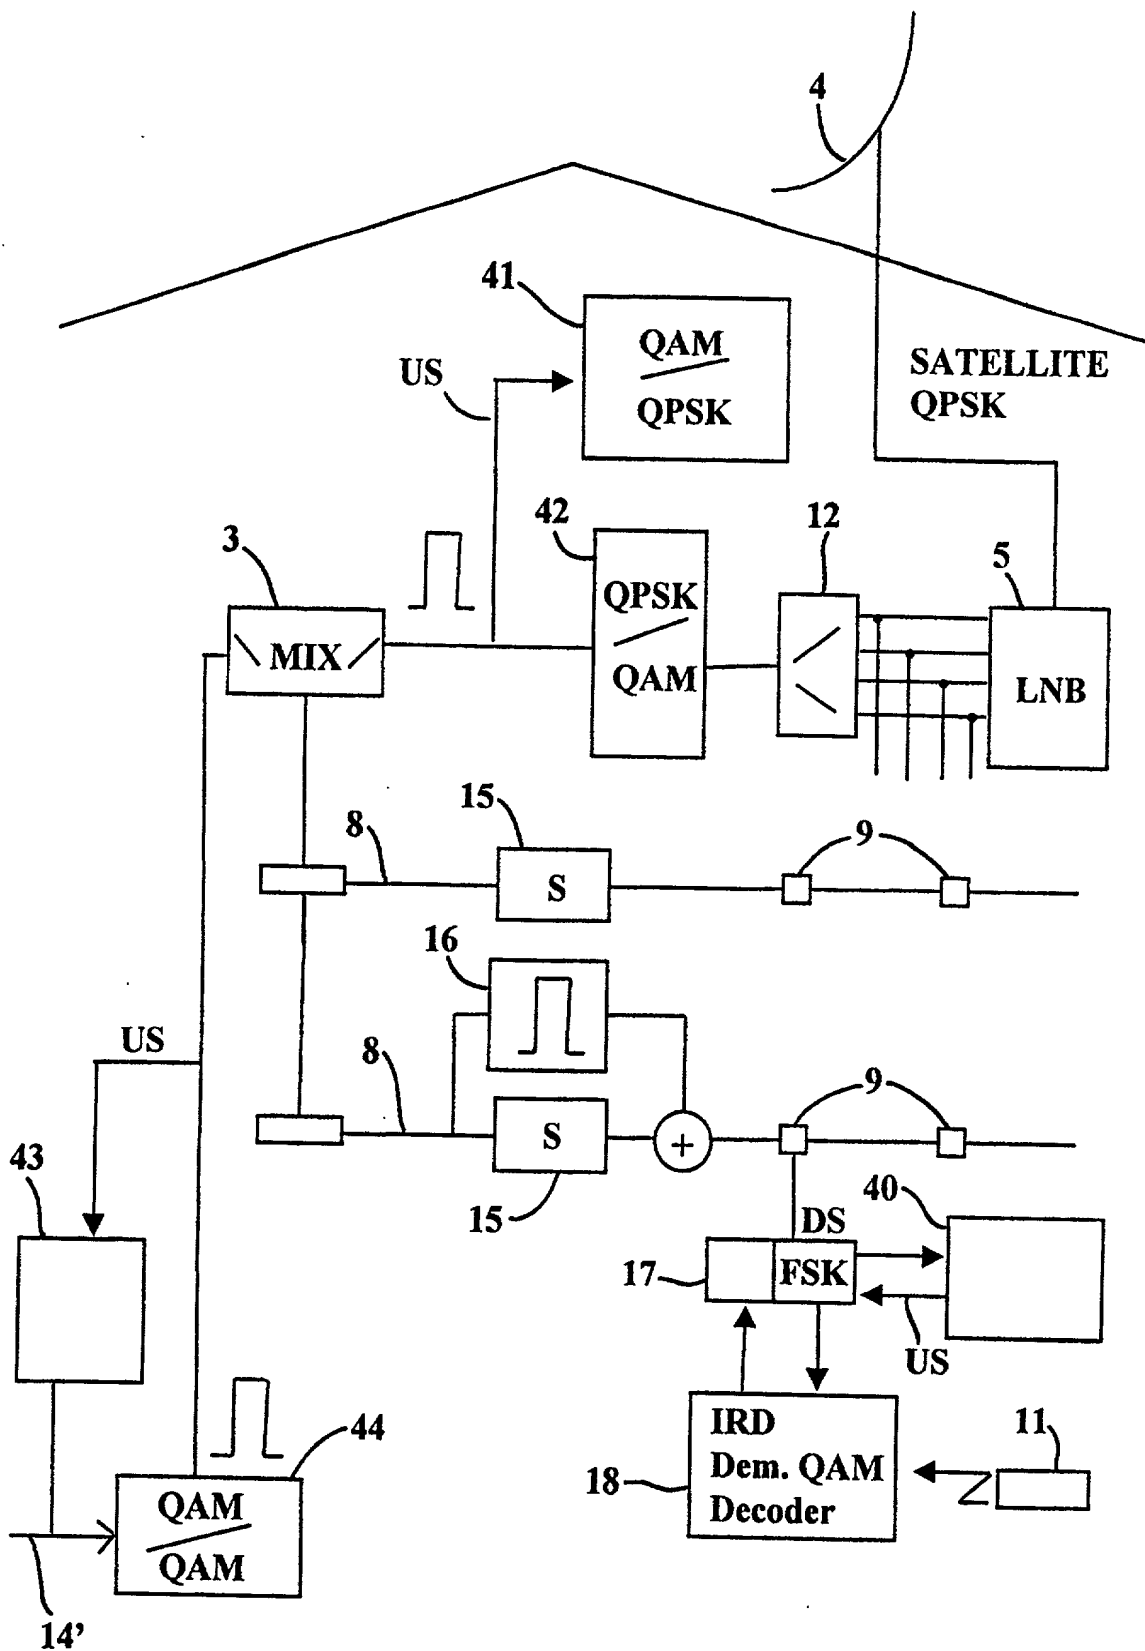 4
41
QAM
QPSK
US
SATELLITE
QPSK
3
42
12
5
MIX
QPSK
QAM
LNB
15
8
9
S
16
US
8
9
S
+
43
15
DS
40
17
FSK
US
44
IRD
Dem. QAM
Decoder
11
18
QAM
QAM
14’